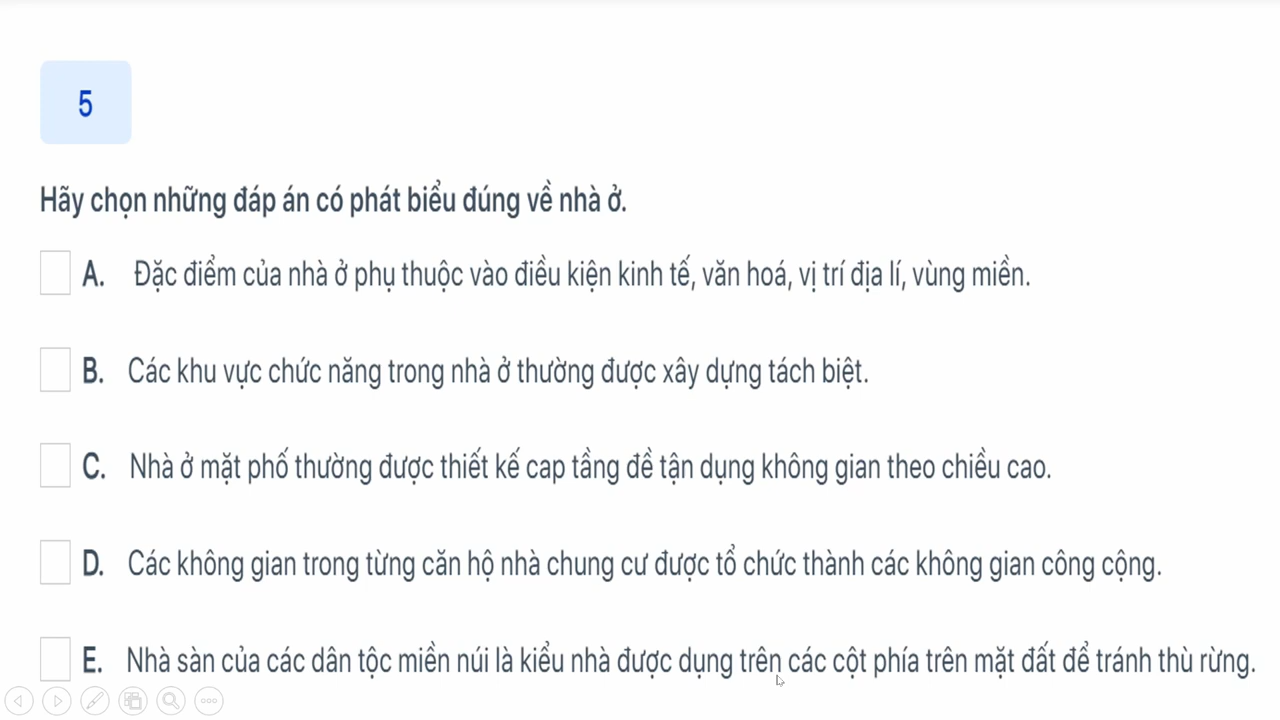 5
Hãy chọn những đáp án có phát biểu đúng về nhà ở.
A. Đặc điểm của nhà ở phụ thuộc vào điều kiện kinh tế, văn hoá, vị trí địa lí, vùng miền.
B. Các khu vực chức năng trong nhà ở thường được xây dựng tách biệt.
C. Nhà ở mặt phố thường được thiết kế cap tầng đề tận dụng không gian theo chiều cao.
D. Các không gian trong từng căn hộ nhà chung cư được tổ chức thành các không gian công cộng.
E. Nhà sàn của các dân tộc miền núi là kiểu nhà được dụng trên các cột phía trên mặt đất để tránh thù rừng.